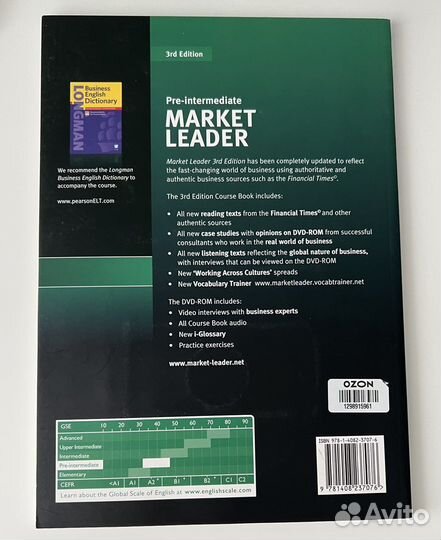 3rd Edition
LONGMAN
Business
English
Dictionary
We recommend the Longman
Business English Dictionary to
accompany the course.
www.pearsonELT.com
Pre-intermediate
MARKET
LEADER
Market Leader 3rd Edition has been completely updated to reflect
the fast-changing world of business using authoritative and
authentic business sources such as the Financial Times®.
The 3rd Edition Course Book includes:
• All new reading texts from the Financial Times® and other
authentic sources
• All new case studies with opinions on DVD-ROM from successful
consultants who work in the real world of business
• All new listening texts reflecting the global nature of business,
with interviews that can be viewed on the DVD-ROM
• New 'Working Across Cultures' spreads
• New Vocabulary Trainer www.marketleader.vocabtrainer.net
The DVD-ROM includes:
• Video interviews with business experts
• All Course Book audio
• New i-Glossary
• Practice exercises
www.market-leader.net
OZON
1298915961
GSE 10 20 30 40 50 60 70 80 90
Advanced
Upper Intermediate
Intermediate
Pre-intermediate
Elementary
CEFR <A1 A1 A2 + B1 + B2 + C1 C2
Learn about the Global Scale of English at www.englishscale.com
ISBN 978-1-4082-3707-6
9 781408 237076
Avito